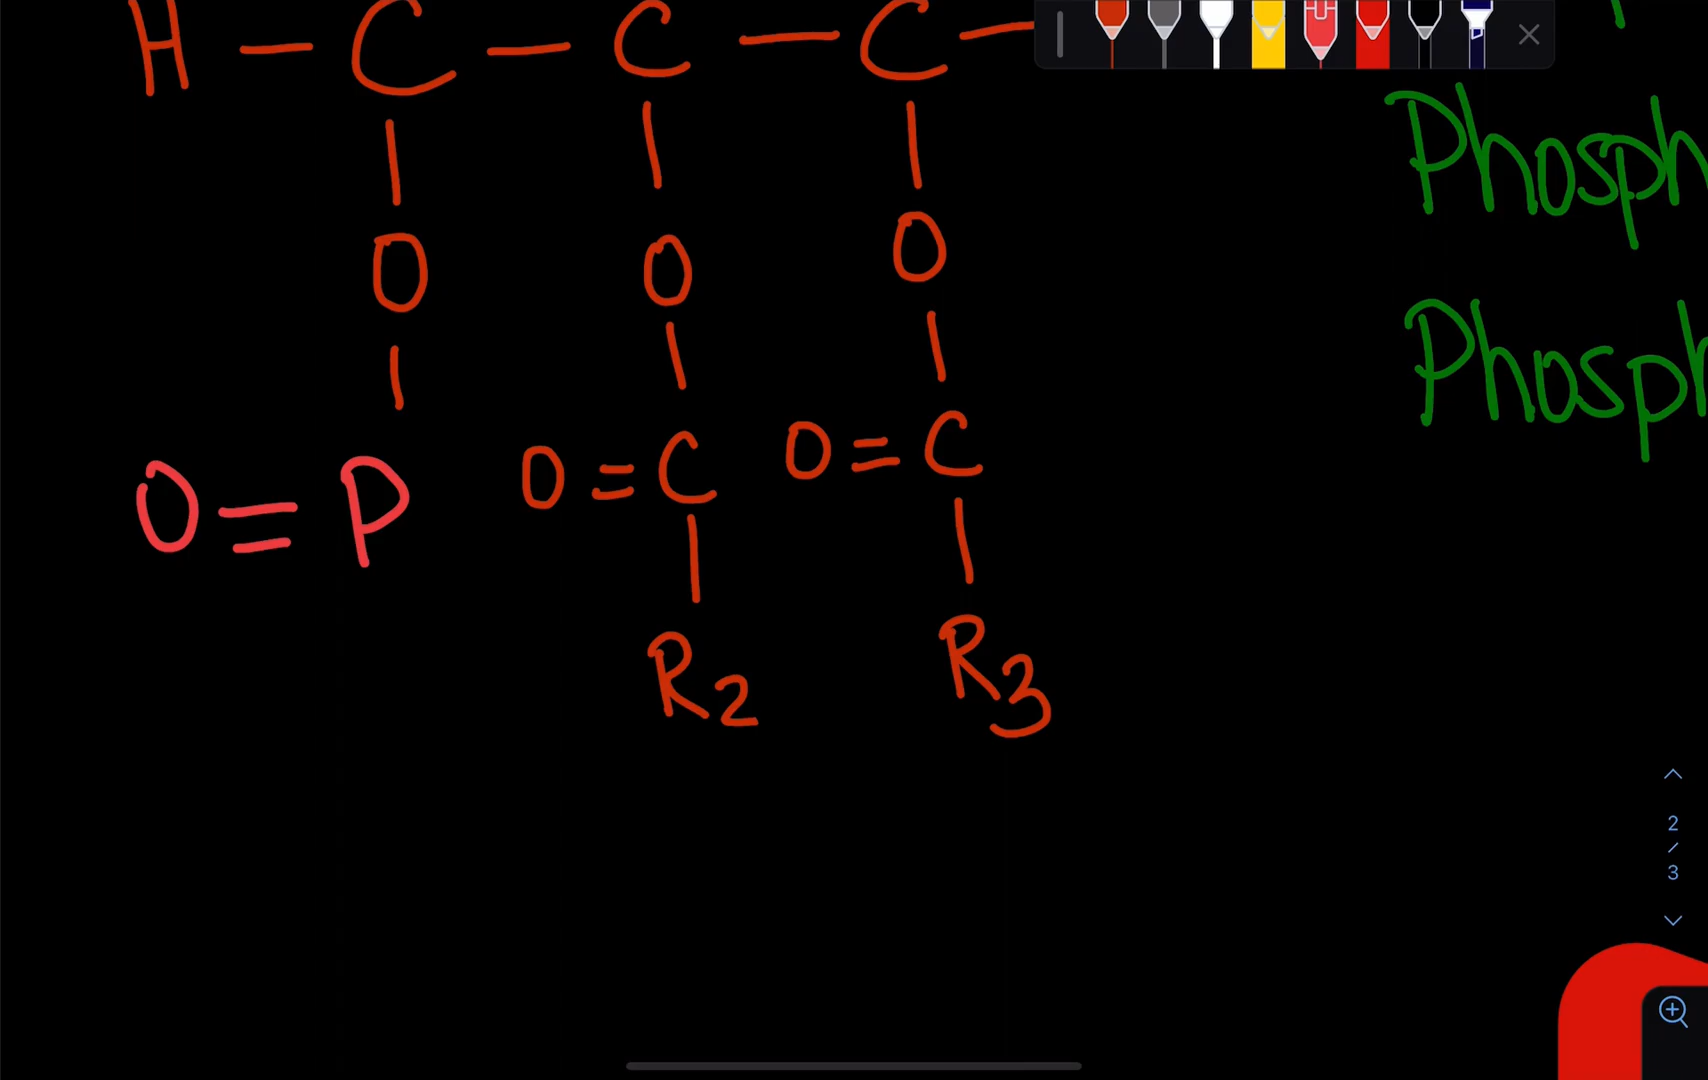 H — C — C — C —
O O O
O = P O = C O = C
R2 R3
Phosph
Phosph
2
/
3